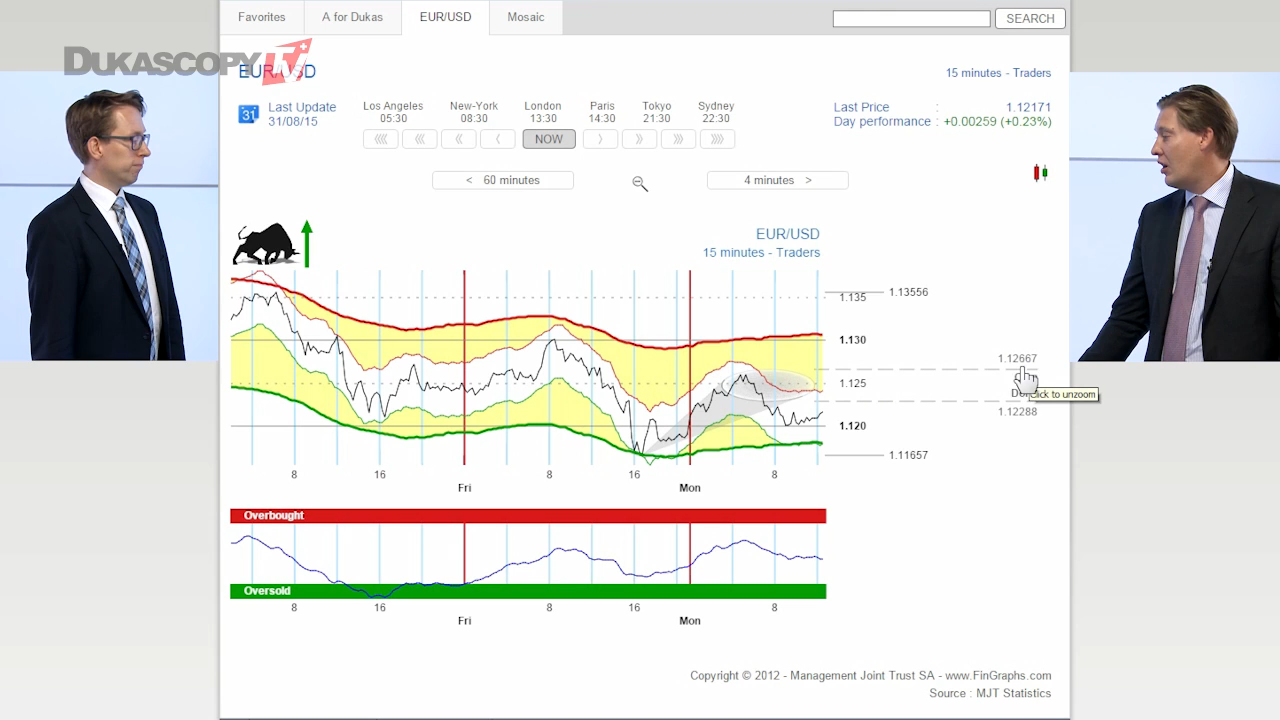 Favorites
A for Dukas
EUR/USD
Mosaic
SEARCH
DUKASCOPY TV
EUR/USD
15 minutes - Traders
31
Last Update
31/08/15
Los Angeles New-York London Paris Tokyo Sydney
05:30 08:30 13:30 14:30 21:30 22:30
NOW
Last Price : 1.12171
Day performance : +0.00259 (+0.23%)
< 60 minutes
4 minutes >
EUR/USD
15 minutes - Traders
1.13556
1.135
1.130
1.12667
1.125
Click to unzoom
1.12288
1.120
1.11657
8 16 8 16 8
Fri Mon
Overbought
Oversold
8 16 8 16 8
Fri Mon
Copyright © 2012 - Management Joint Trust SA - www.FinGraphs.com
Source : MJT Statistics